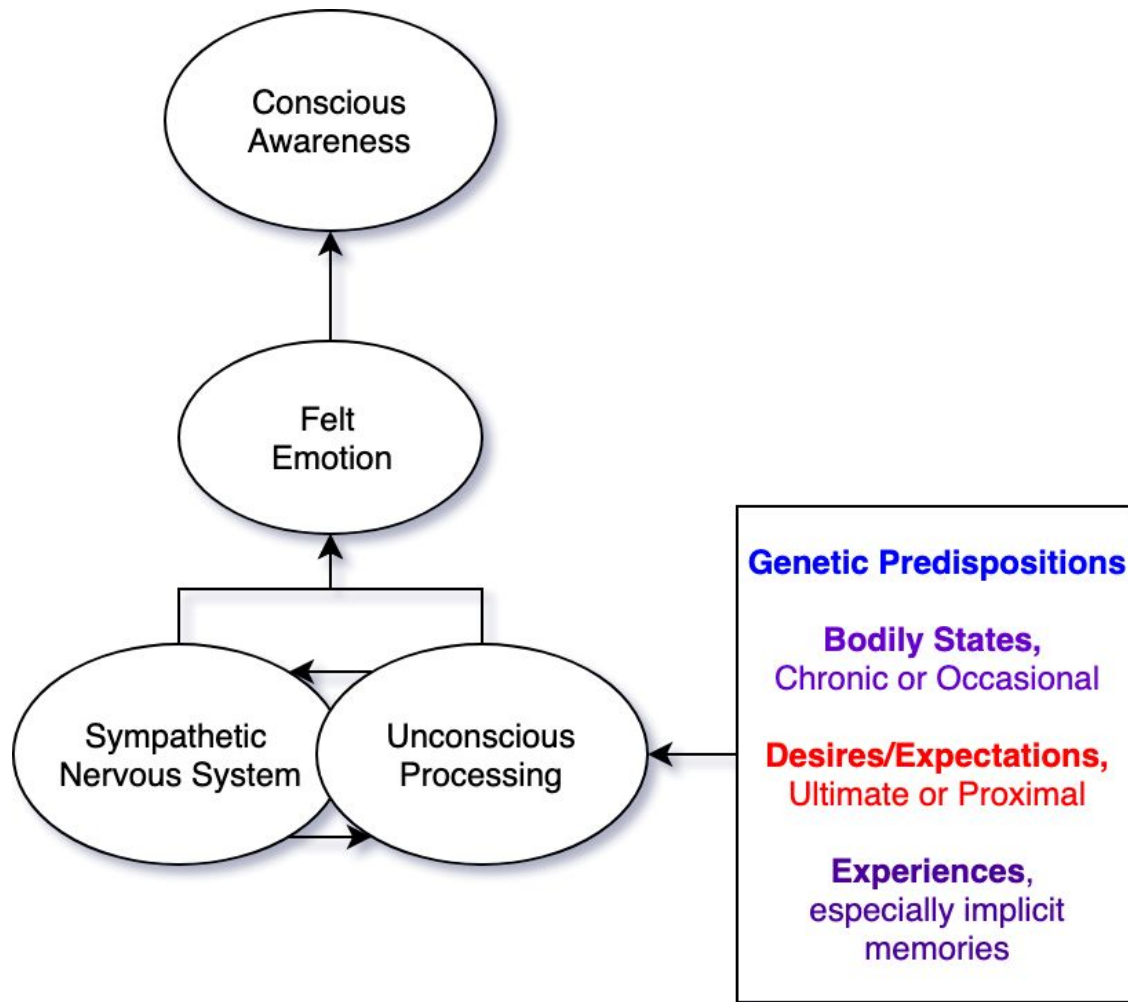 Conscious
Awareness
Felt
Emotion
Sympathetic
Nervous System
Unconscious
Processing
Genetic Predispositions
Bodily States,
Chronic or Occasional
Desires/Expectations,
Ultimate or Proximal
Experiences,
especially implicit
memories